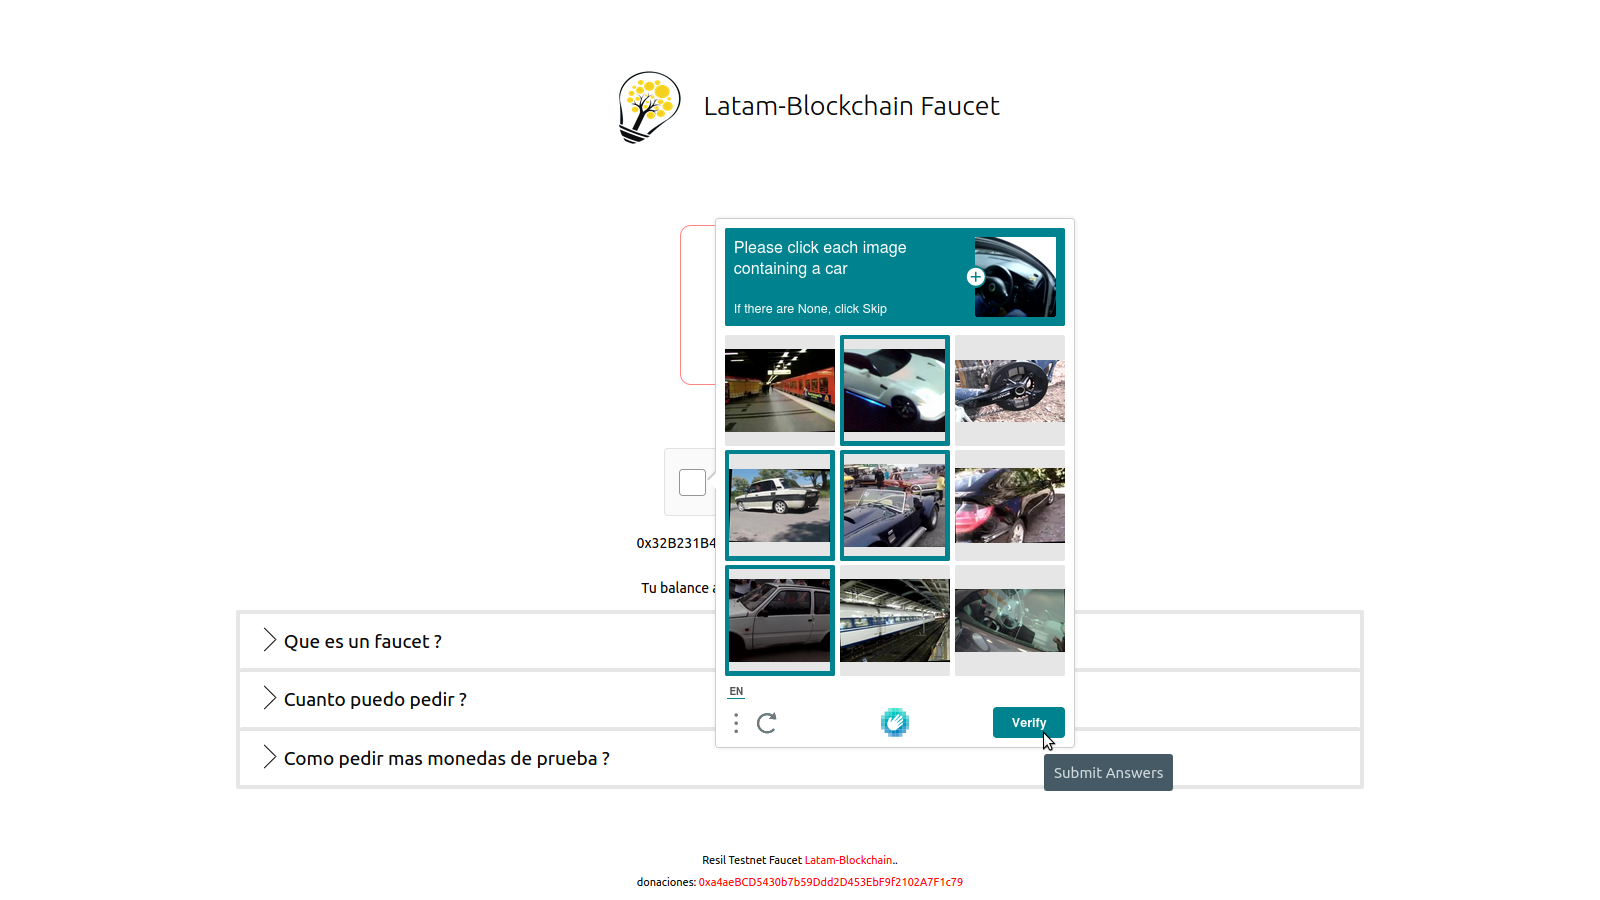 Latam-Blockchain Faucet
Please click each image
containing a car
If there are None, click Skip
0x32B231B4
Tu balance
EN
Verify
Submit Answers
Que es un faucet ?
Cuanto puedo pedir ?
Como pedir mas monedas de prueba ?
Resil Testnet Faucet Latam-Blockchain..
donaciones: 0xa4aeBCD5430b7b59Ddd2D453EbF9f2102A7F1c79